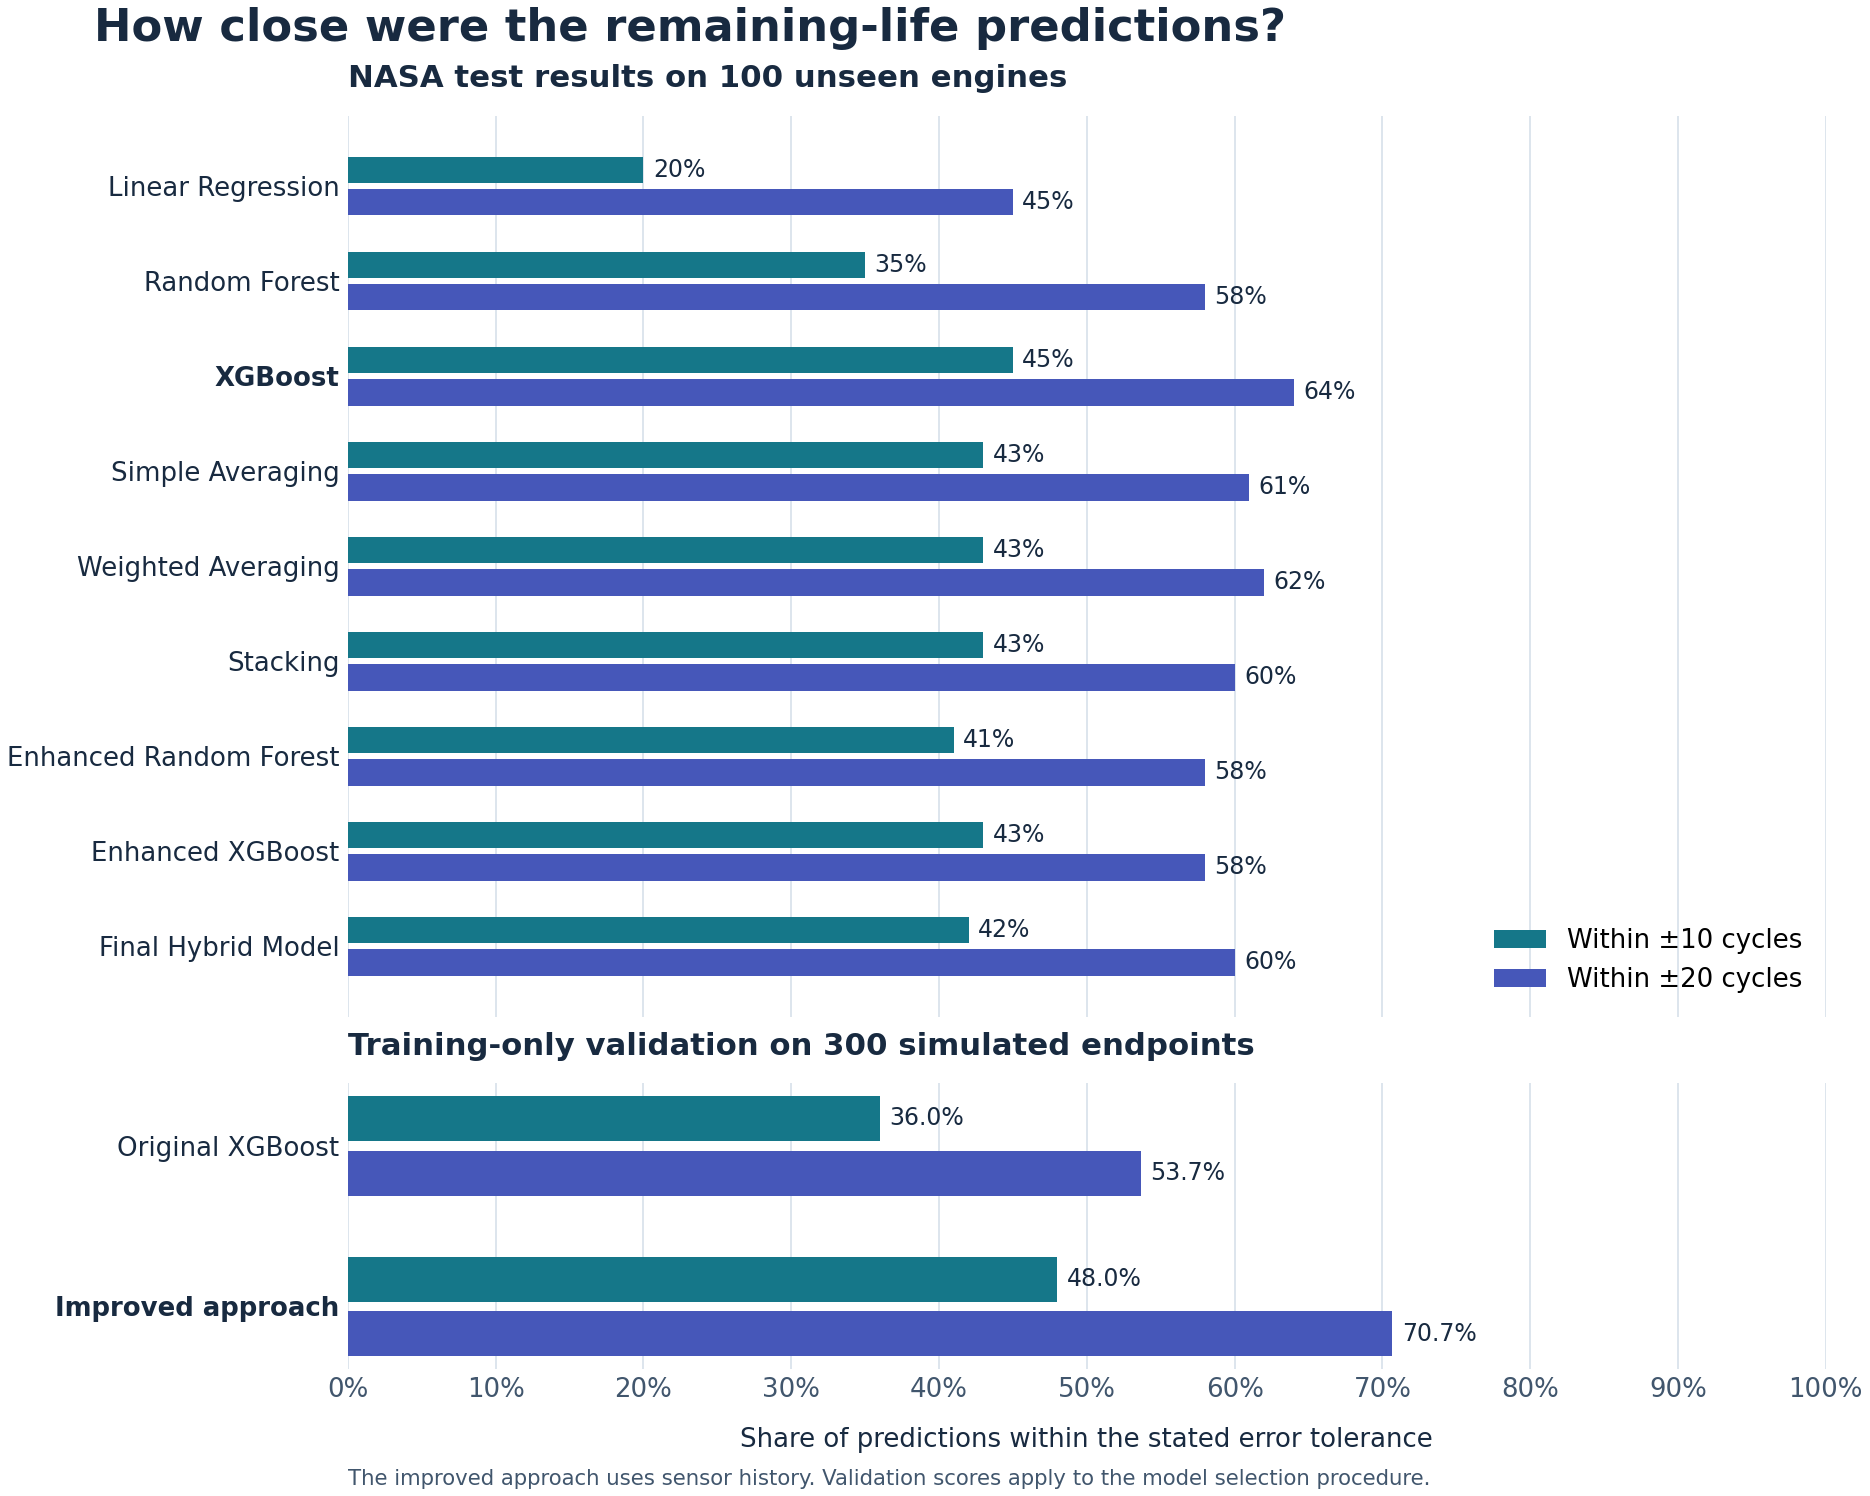 How close were the remaining-life predictions?
NASA test results on 100 unseen engines
Linear Regression
20%
45%
Random Forest
35%
58%
XGBoost
45%
64%
Simple Averaging
43%
61%
Weighted Averaging
43%
62%
Stacking
43%
60%
Enhanced Random Forest
41%
58%
Enhanced XGBoost
43%
58%
Final Hybrid Model
42%
60%
Within ±10 cycles
Within ±20 cycles
Training-only validation on 300 simulated endpoints
Original XGBoost
36.0%
53.7%
Improved approach
48.0%
70.7%
0% 10% 20% 30% 40% 50% 60% 70% 80% 90% 100%
Share of predictions within the stated error tolerance
The improved approach uses sensor history. Validation scores apply to the model selection procedure.